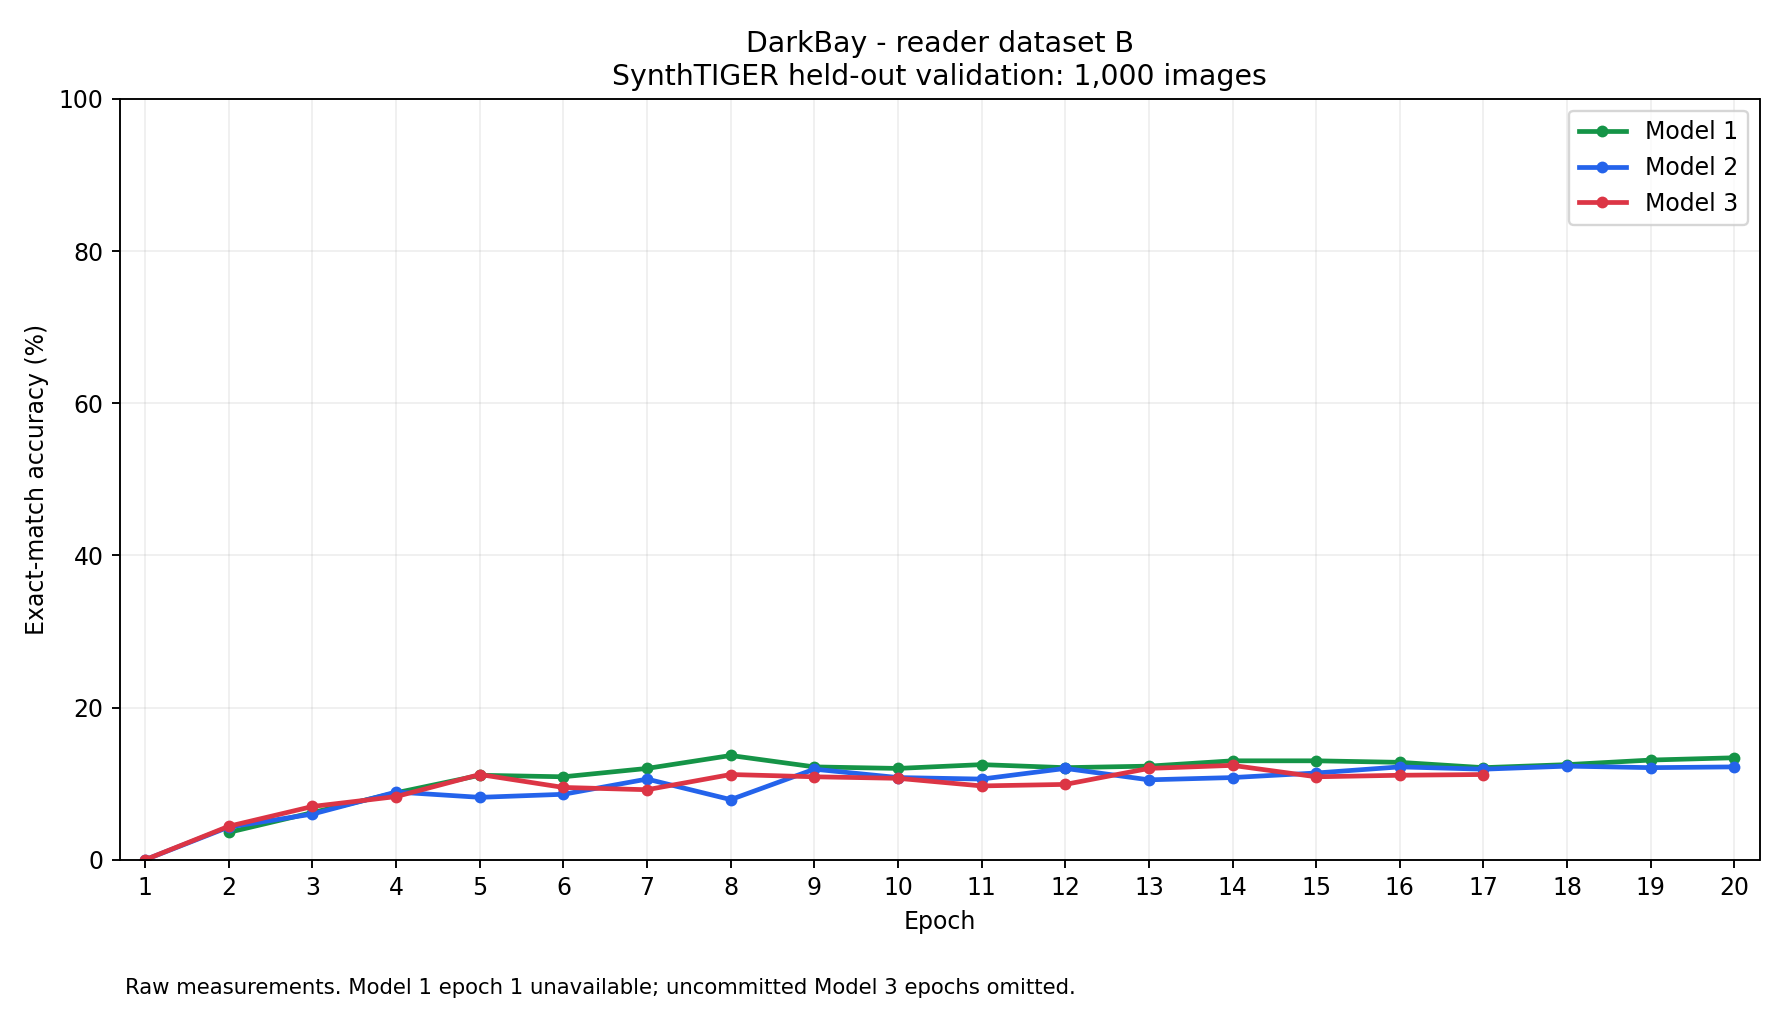 DarkBay - reader dataset B
SynthTIGER held-out validation: 1,000 images
100
80
60
40
20
0
Exact-match accuracy (%)
Model 1
Model 2
Model 3
1 2 3 4 5 6 7 8 9 10 11 12 13 14 15 16 17 18 19 20
Epoch
Raw measurements. Model 1 epoch 1 unavailable; uncommitted Model 3 epochs omitted.